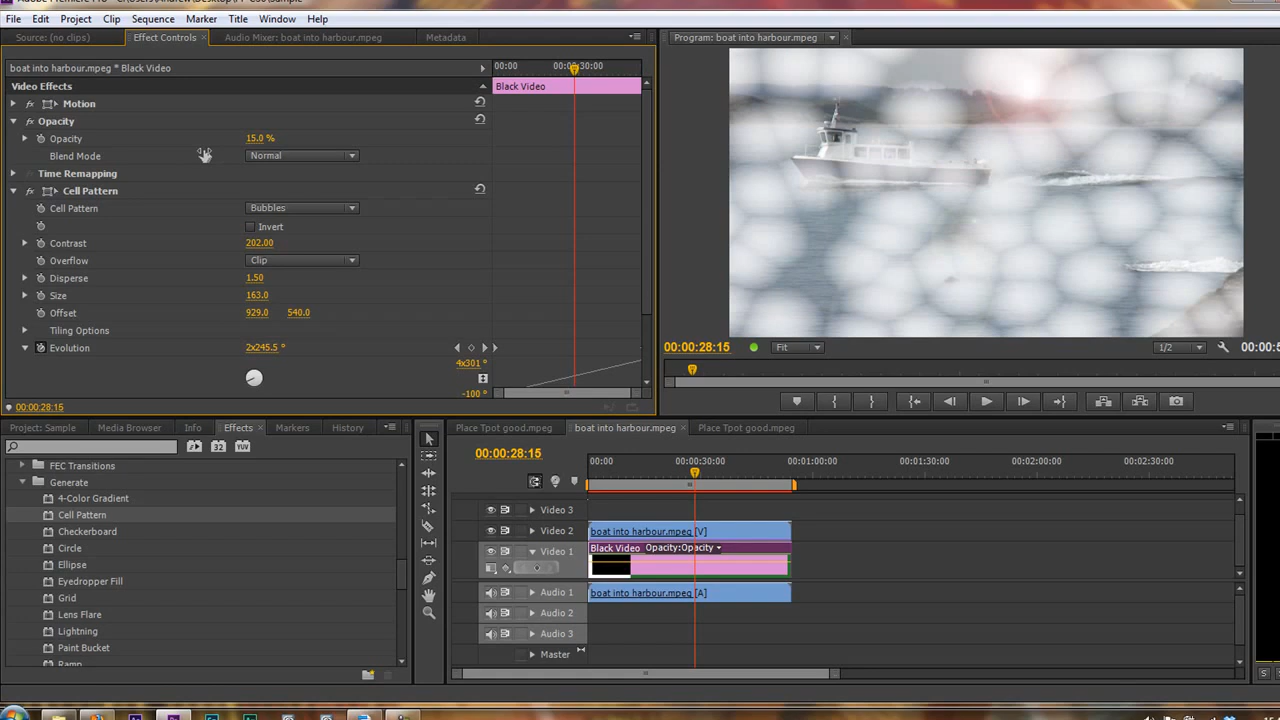 File Edit Project Clip Sequence Marker Title Window Help
Source: (no clips) Effect Controls × Audio Mixer: boat into harbour.mpeg Metadata
Program: boat into harbour.mpeg ×
boat into harbour.mpeg * Black Video
00:00
30:00
Video Effects
Black Video
Motion
Opacity
Opacity 15.0 %
Blend Mode Normal
Time Remapping
Cell Pattern
Cell Pattern Bubbles
Invert
Contrast 202.00
Overflow Clip
Disperse 1.50
Size 163.0
Offset 929.0 540.0
Tiling Options
Evolution 2x245.5 °
4x301 °
-100 °
00:00:28:15
00:00:28:15 Fit 1/2
Project: Sample Media Browser Info Effects × Markers History
32 YUV
FEC Transitions
Generate
4-Color Gradient
Cell Pattern
Checkerboard
Circle
Ellipse
Eyedropper Fill
Grid
Lens Flare
Lightning
Paint Bucket
Ramp
Place Tpot good.mpeg boat into harbour.mpeg × Place Tpot good.mpeg
00:00:28:15
00:00 00:00:30:00 00:01:00:00 00:01:30:00 00:02:00:00 00:02:30:00
Video 3
Video 2 boat into harbour.mpeg [V]
Video 1 Black Video Opacity:Opacity
Audio 1 boat into harbour.mpeg [A]
Audio 2
Audio 3
Master